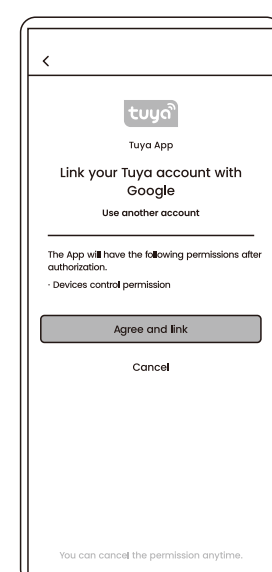 tuya
Tuya App
Link your Tuya account with
Google
Use another account
The App will have the following permissions after
authorization.
· Devices control permission
Agree and link
Cancel
You can cancel the permission anytime.